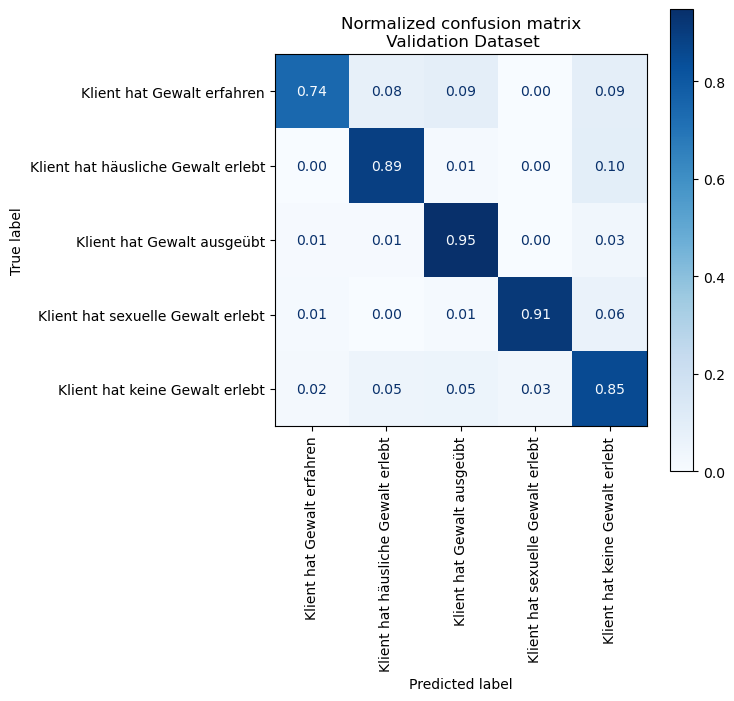 Normalized confusion matrix
Validation Dataset
True label
Klient hat Gewalt erfahren 0.74 0.08 0.09 0.00 0.09
Klient hat häusliche Gewalt erlebt 0.00 0.89 0.01 0.00 0.10
Klient hat Gewalt ausgeübt 0.01 0.01 0.95 0.00 0.03
Klient hat sexuelle Gewalt erlebt 0.01 0.00 0.01 0.91 0.06
Klient hat keine Gewalt erlebt 0.02 0.05 0.05 0.03 0.85
Klient hat Gewalt erfahren
Klient hat häusliche Gewalt erlebt
Klient hat Gewalt ausgeübt
Klient hat sexuelle Gewalt erlebt
Klient hat keine Gewalt erlebt
Predicted label
0.8
0.6
0.4
0.2
0.0